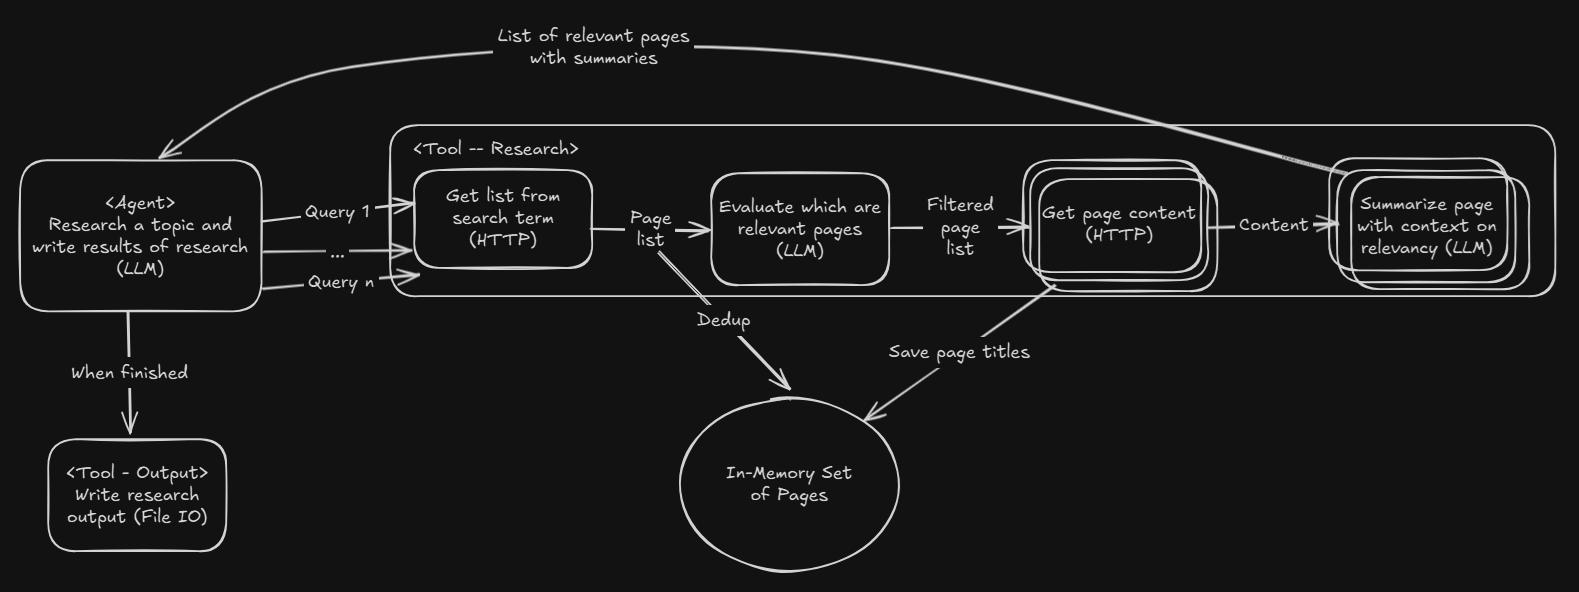 List of relevant pages
with summaries
<Tool -- Research>
<Agent>
Research a topic and
write results of research
(LLM)
Query 1
...
Query n
Get list from
search term
(HTTP)
Page
list
Evaluate which are
relevant pages
(LLM)
Filtered
page
list
Get page content
(HTTP)
Content
Summarize page
with context on
relevancy (LLM)
Dedup
Save page titles
When finished
<Tool - Output>
Write research
output (File IO)
In-Memory Set
of Pages